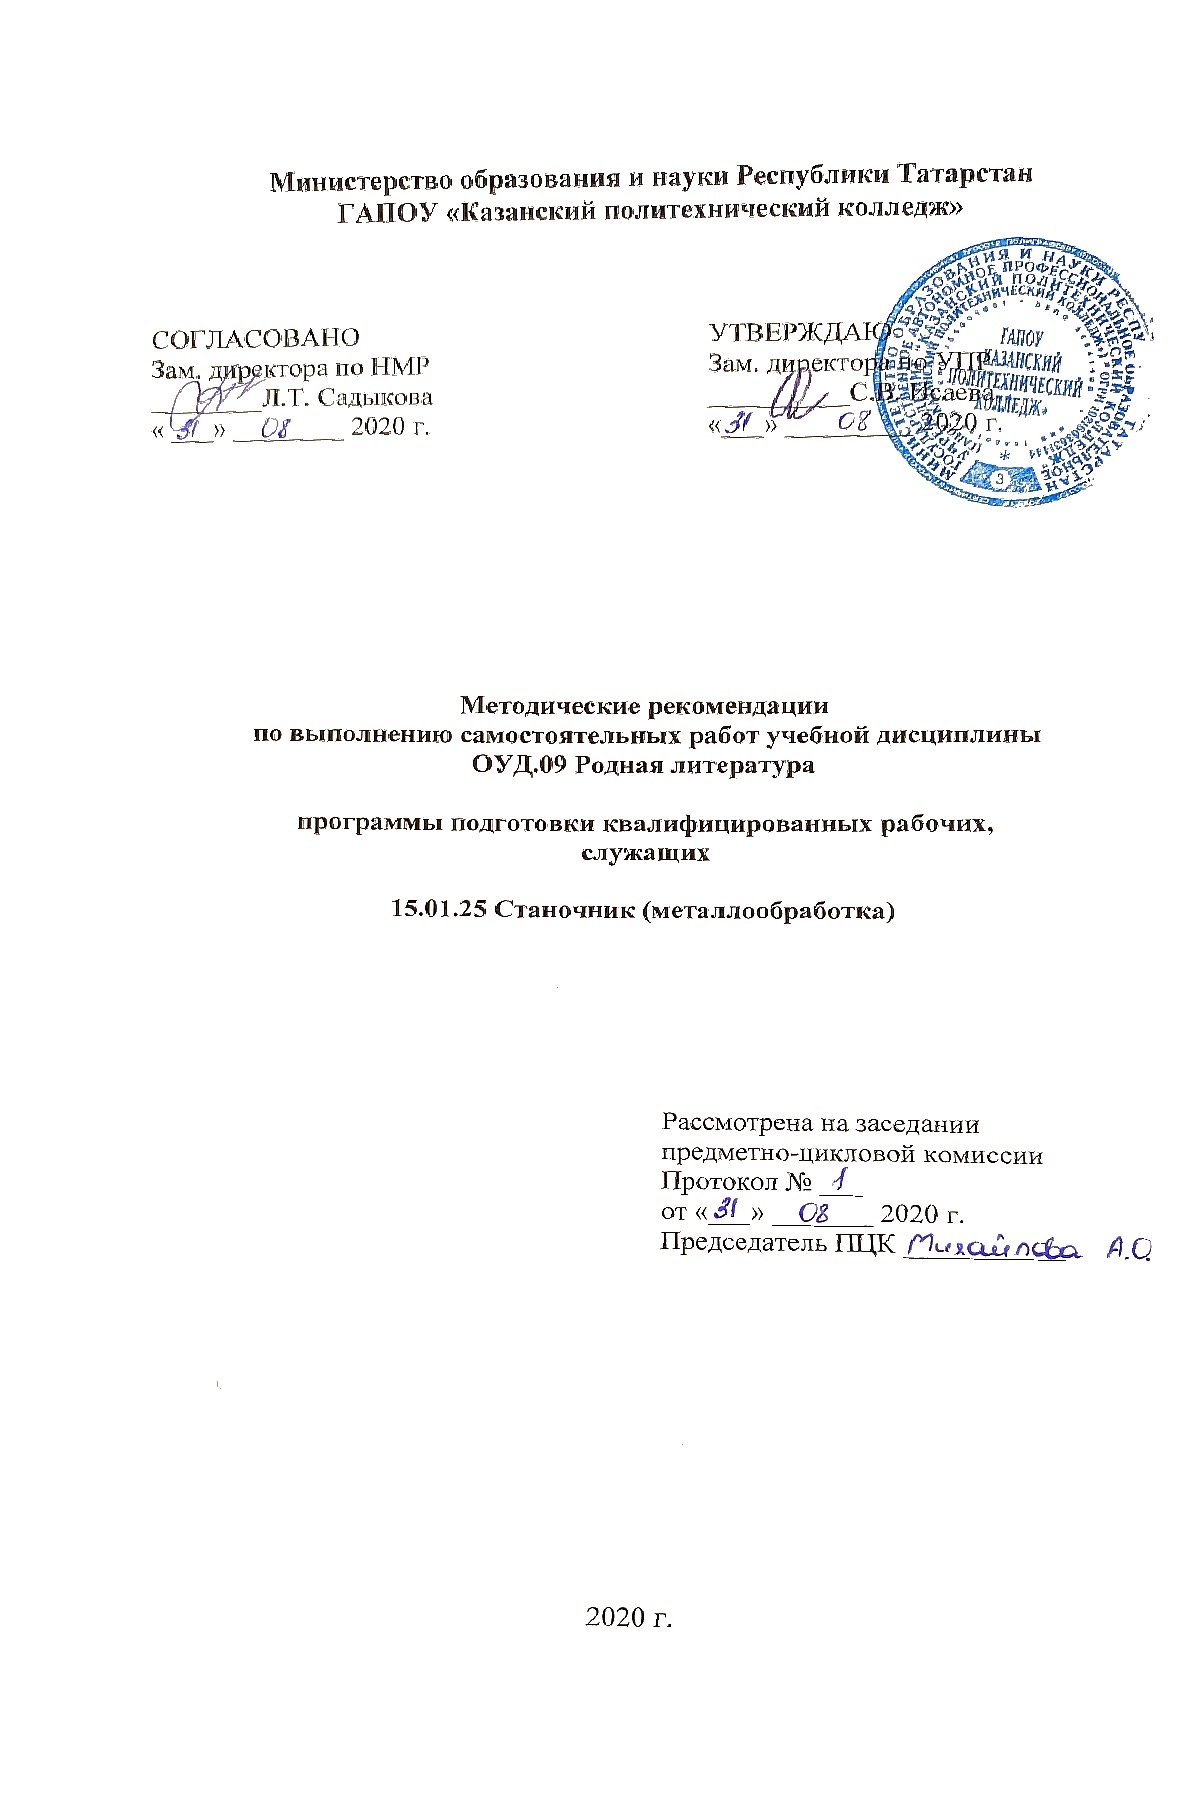 Министерство образования и науки Республики Татарстан
ГАПОУ «Казанский политехнический колледж»
СОГЛАСОВАНО
Зам. директора по НМР
________Л.Т. Садыкова
« 31 » 08 2020 г.
УТВЕРЖДАЮ
Зам. директора по УПР
__________С.В. Исаева
« 31 » 08 2020 г.
ГАПОУ
«КАЗАНСКИЙ
ПОЛИТЕХНИЧЕСКИЙ
КОЛЛЕДЖ»
3
Методические рекомендации
по выполнению самостоятельных работ учебной дисциплины
ОУД.09 Родная литература
программы подготовки квалифицированных рабочих,
служащих
15.01.25 Станочник (металлообработка)
Рассмотрена на заседании
предметно-цикловой комиссии
Протокол № 1
от « 31 » 08 2020 г.
Председатель ПЦК Михайлова А.О.
2020 г.